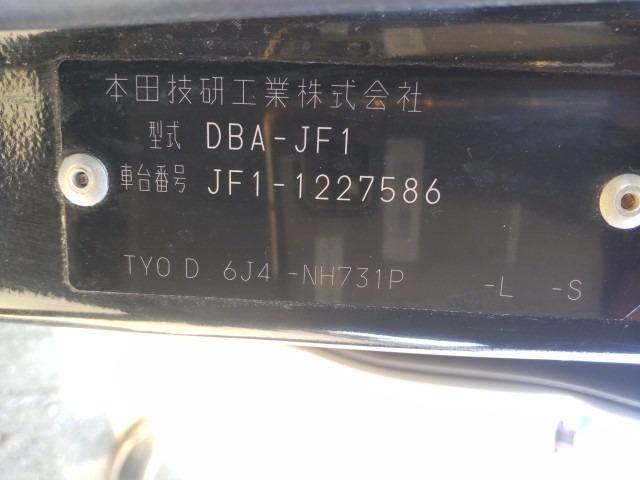 本田技研工業株式会社
型式 DBA-JF1
車台番号 JF1-1227586
TYO D 6J4 -NH731P -L -S